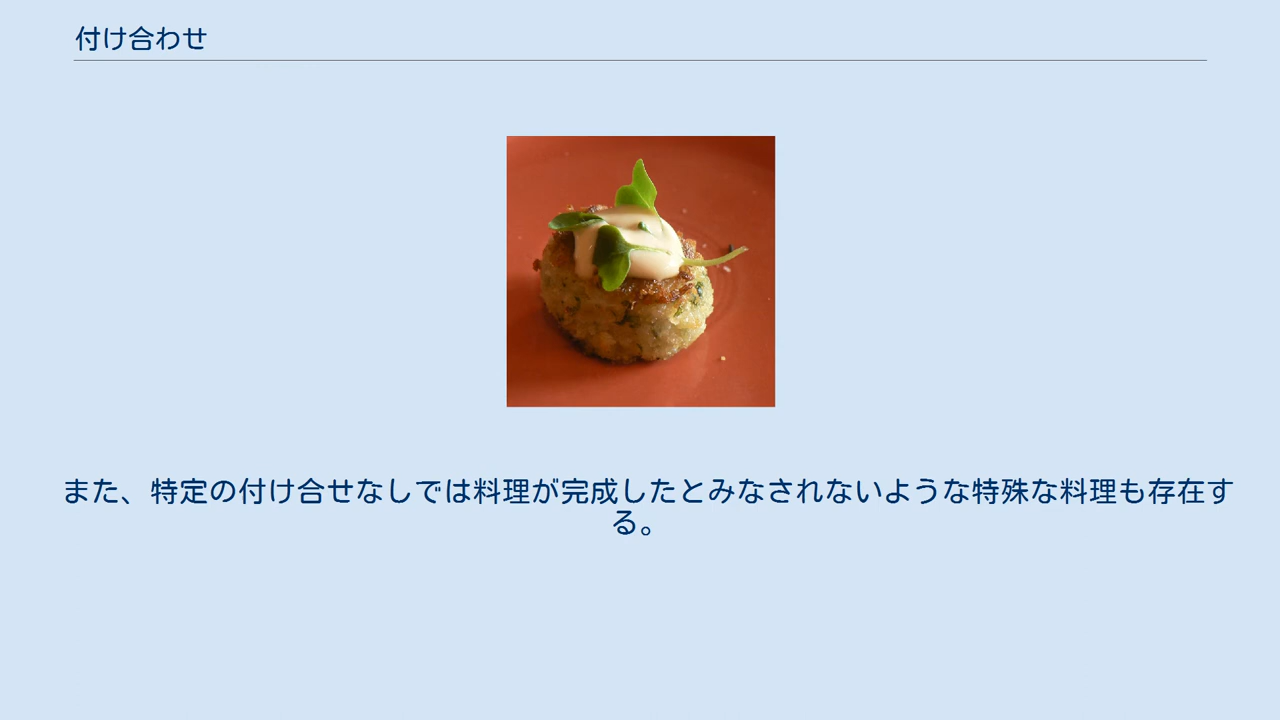 付け合わせ
また、特定の付け合せなしでは料理が完成したとみなされないような特殊な料理も存在す
る。